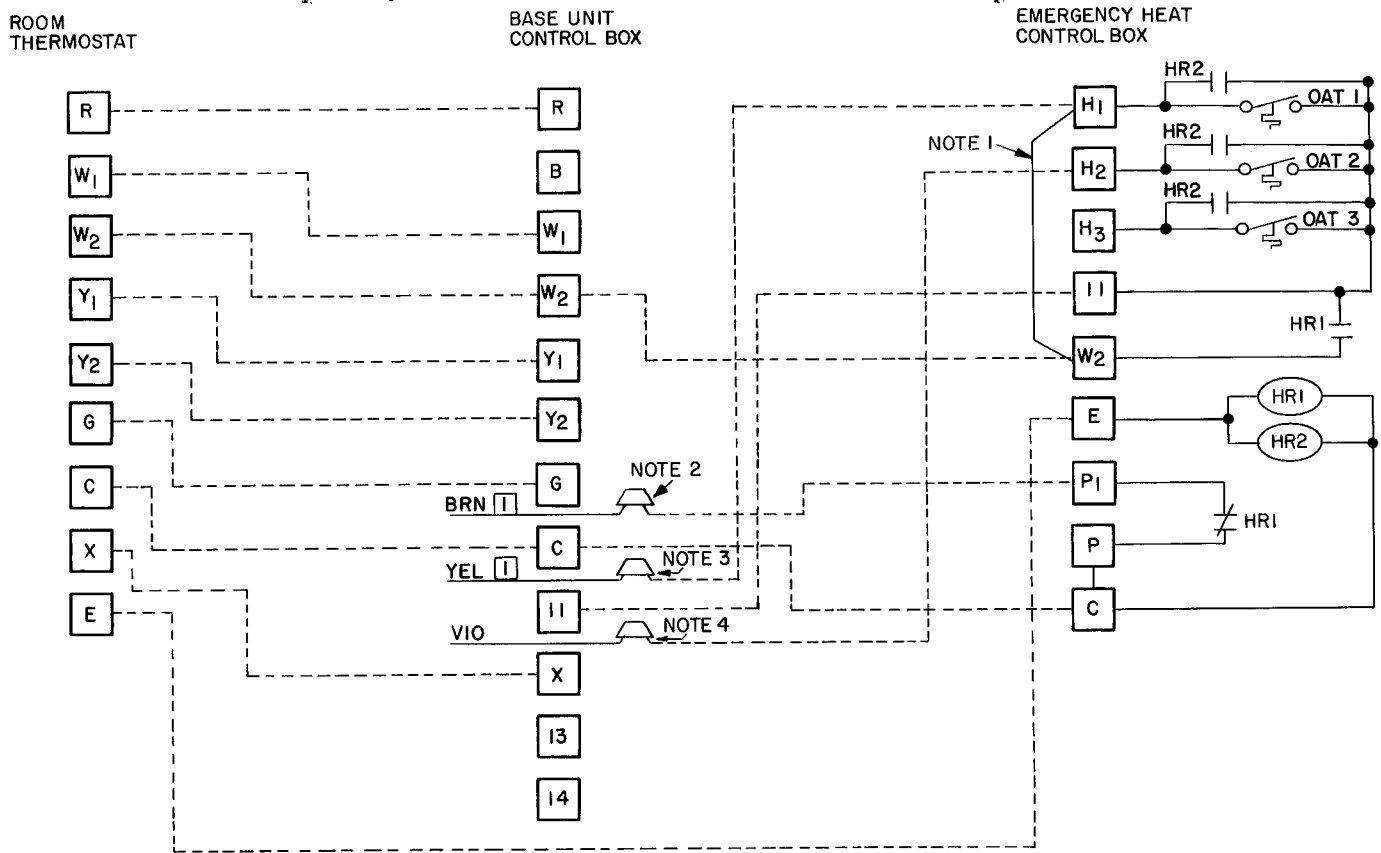 ROOM
THERMOSTAT
BASE UNIT
CONTROL BOX
EMERGENCY HEAT
CONTROL BOX
R
W1
W2
Y1
Y2
G
C
X
E
R
B
W1
W2
Y1
Y2
G
BRN 1
NOTE 2
C
YEL 1
NOTE 3
11
VIO
NOTE 4
X
13
14
NOTE 1
H1
HR2
OAT 1
H2
HR2
OAT 2
H3
HR2
OAT 3
11
HR1
W2
E
HR1
HR2
P1
HR1
P
C